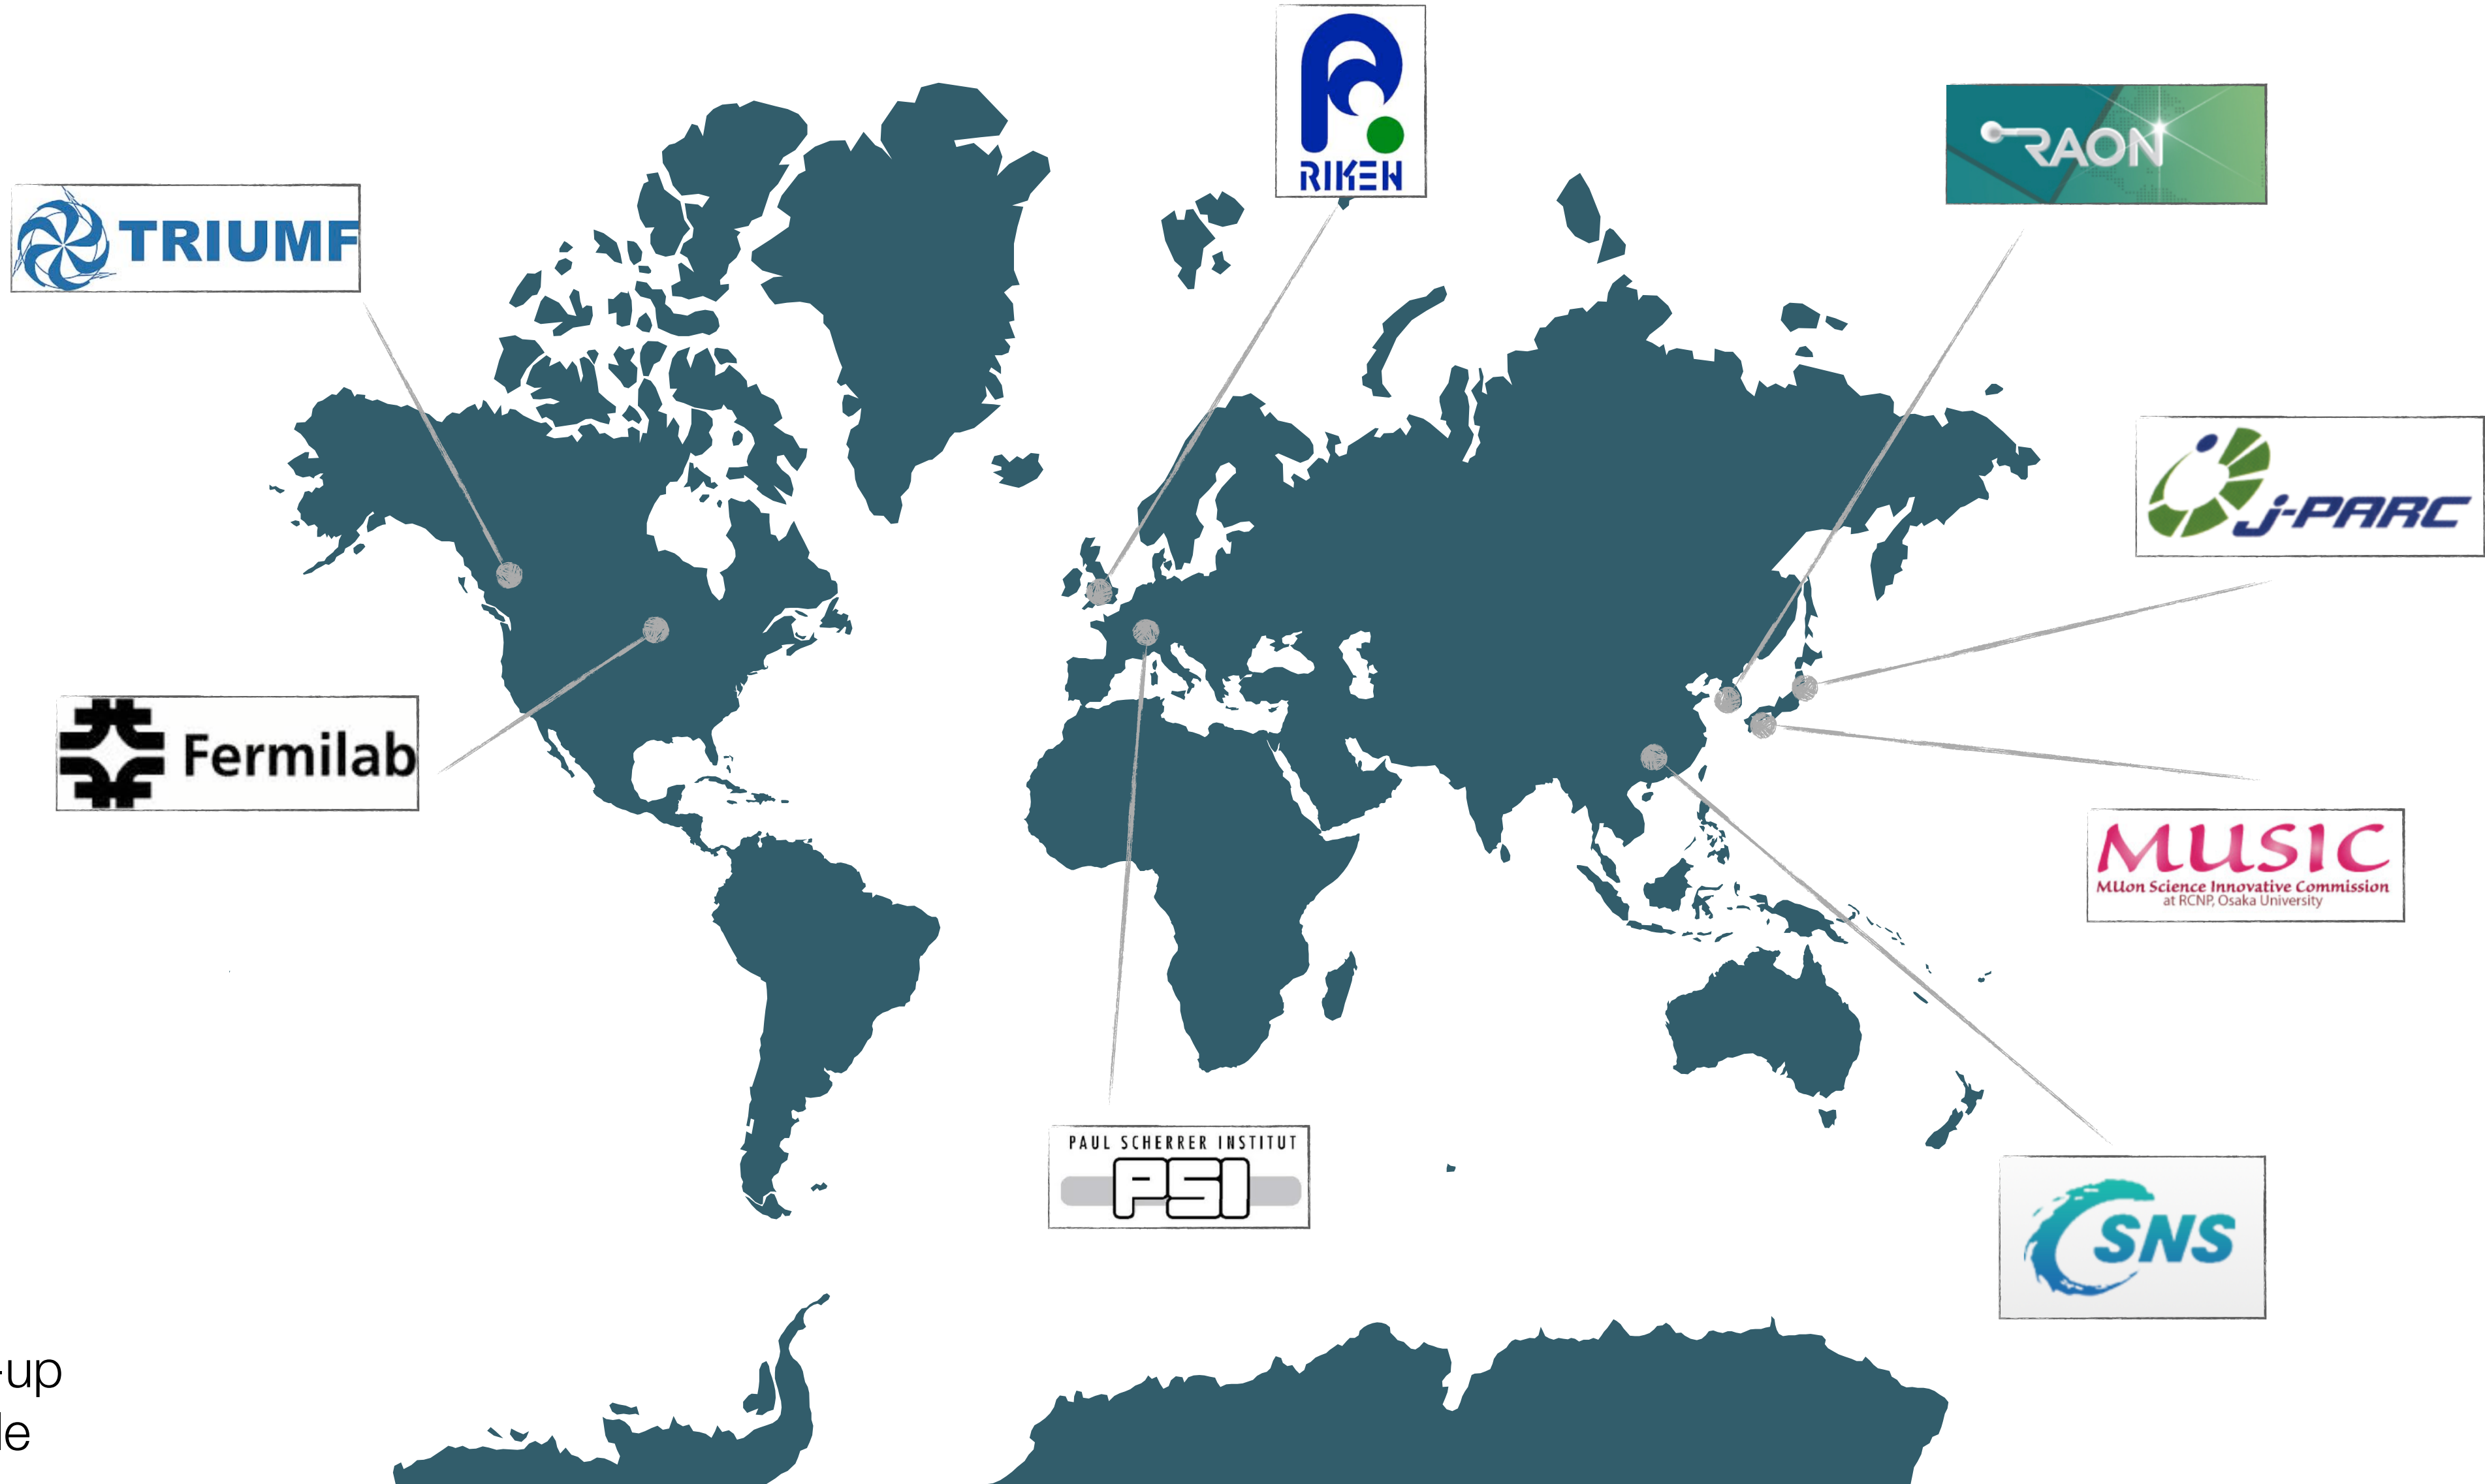 RIKEN
RAON
TRIUMF
j-PARC
Fermilab
MUSIC
MUon Science Innovative Commission
at RCNP, Osaka University
PAUL SCHERRER INSTITUT
PSI
CSNS
-up
le